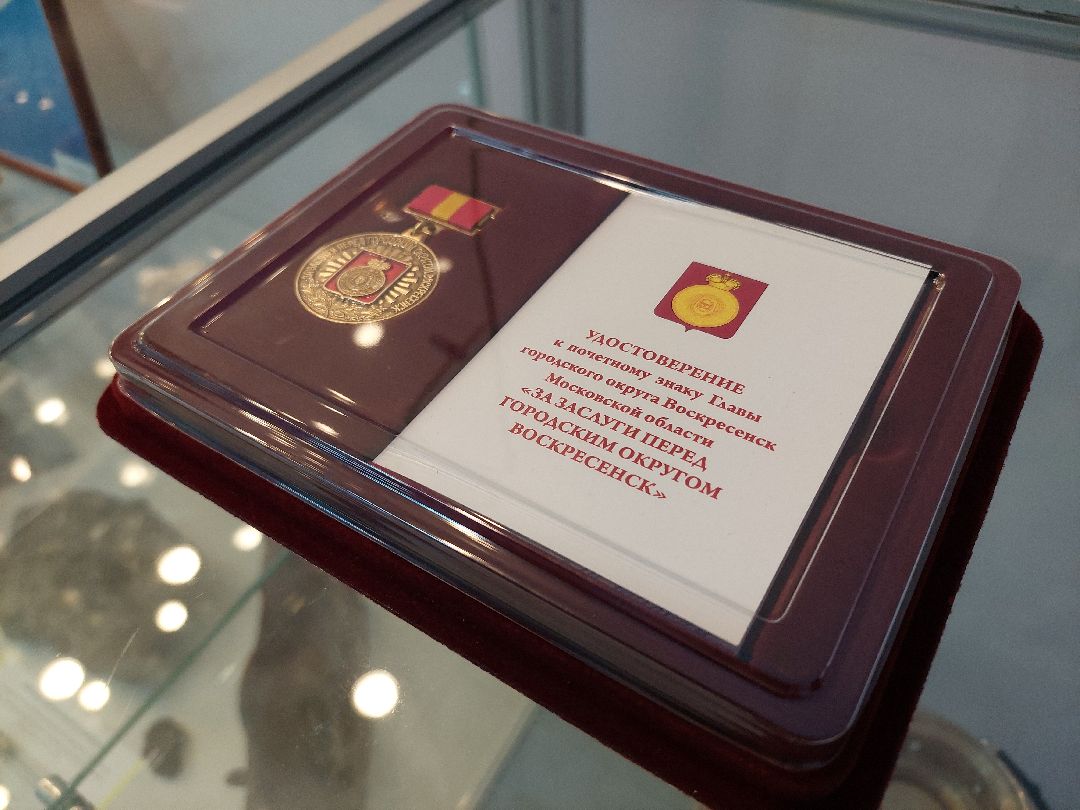 УДОСТОВЕРЕНИЕ
к почетному знаку Главы
городского округа Воскресенск
Московской области
«ЗА ЗАСЛУГИ ПЕРЕД
ГОРОДСКИМ ОКРУГОМ
ВОСКРЕСЕНСК»